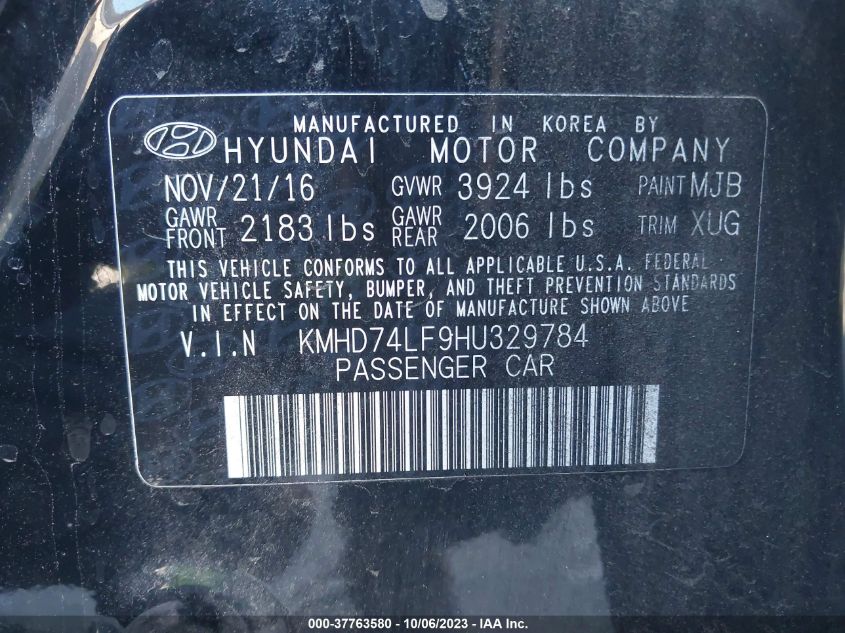 MANUFACTURED IN KOREA BY
HYUNDAI MOTOR COMPANY
NOV/21/16 GVWR 3924 lbs PAINT MJB
GAWR FRONT 2183 lbs GAWR REAR 2006 lbs TRIM XUG
THIS VEHICLE CONFORMS TO ALL APPLICABLE U.S.A. FEDERAL
MOTOR VEHICLE SAFETY, BUMPER, AND THEFT PREVENTION STANDARDS
IN EFFECT ON THE DATE OF MANUFACTURE SHOWN ABOVE
V.I.N KMHD74LF9HU329784
PASSENGER CAR
000-37763580 - 10/06/2023 - IAA Inc.